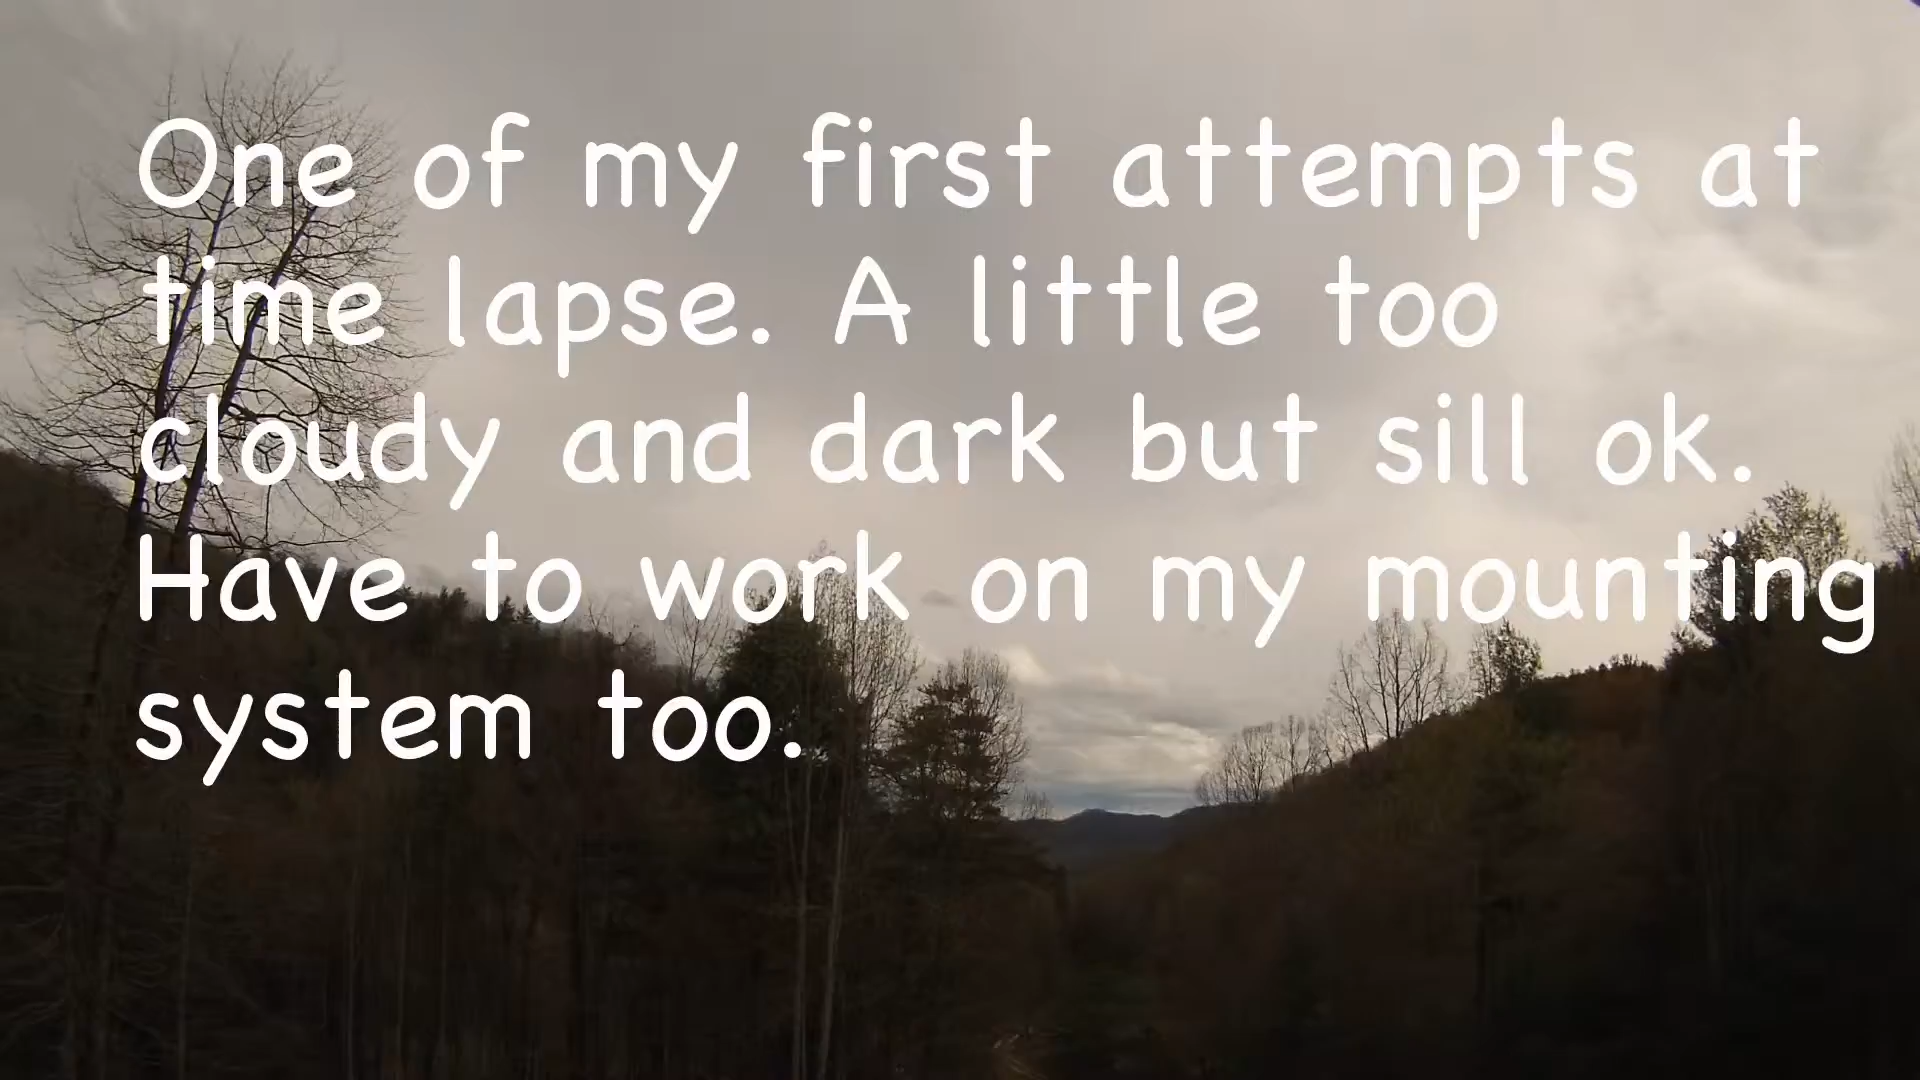 One of my first attempts at
time lapse. A little too
cloudy and dark but sill ok.
Have to work on my mounting
system too.